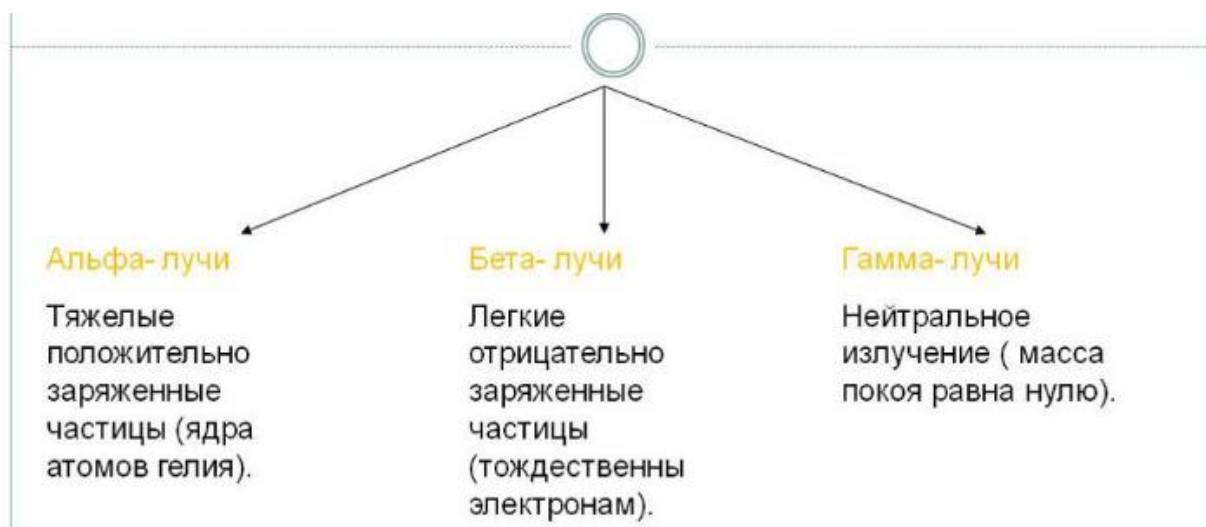 Альфа- лучи
Тяжелые
положительно
заряженные
частицы (ядра
атомов гелия).
Бета- лучи
Легкие
отрицательно
заряженные
частицы
(тождественны
электронам).
Гамма- лучи
Нейтральное
излучение ( масса
покоя равна нулю).